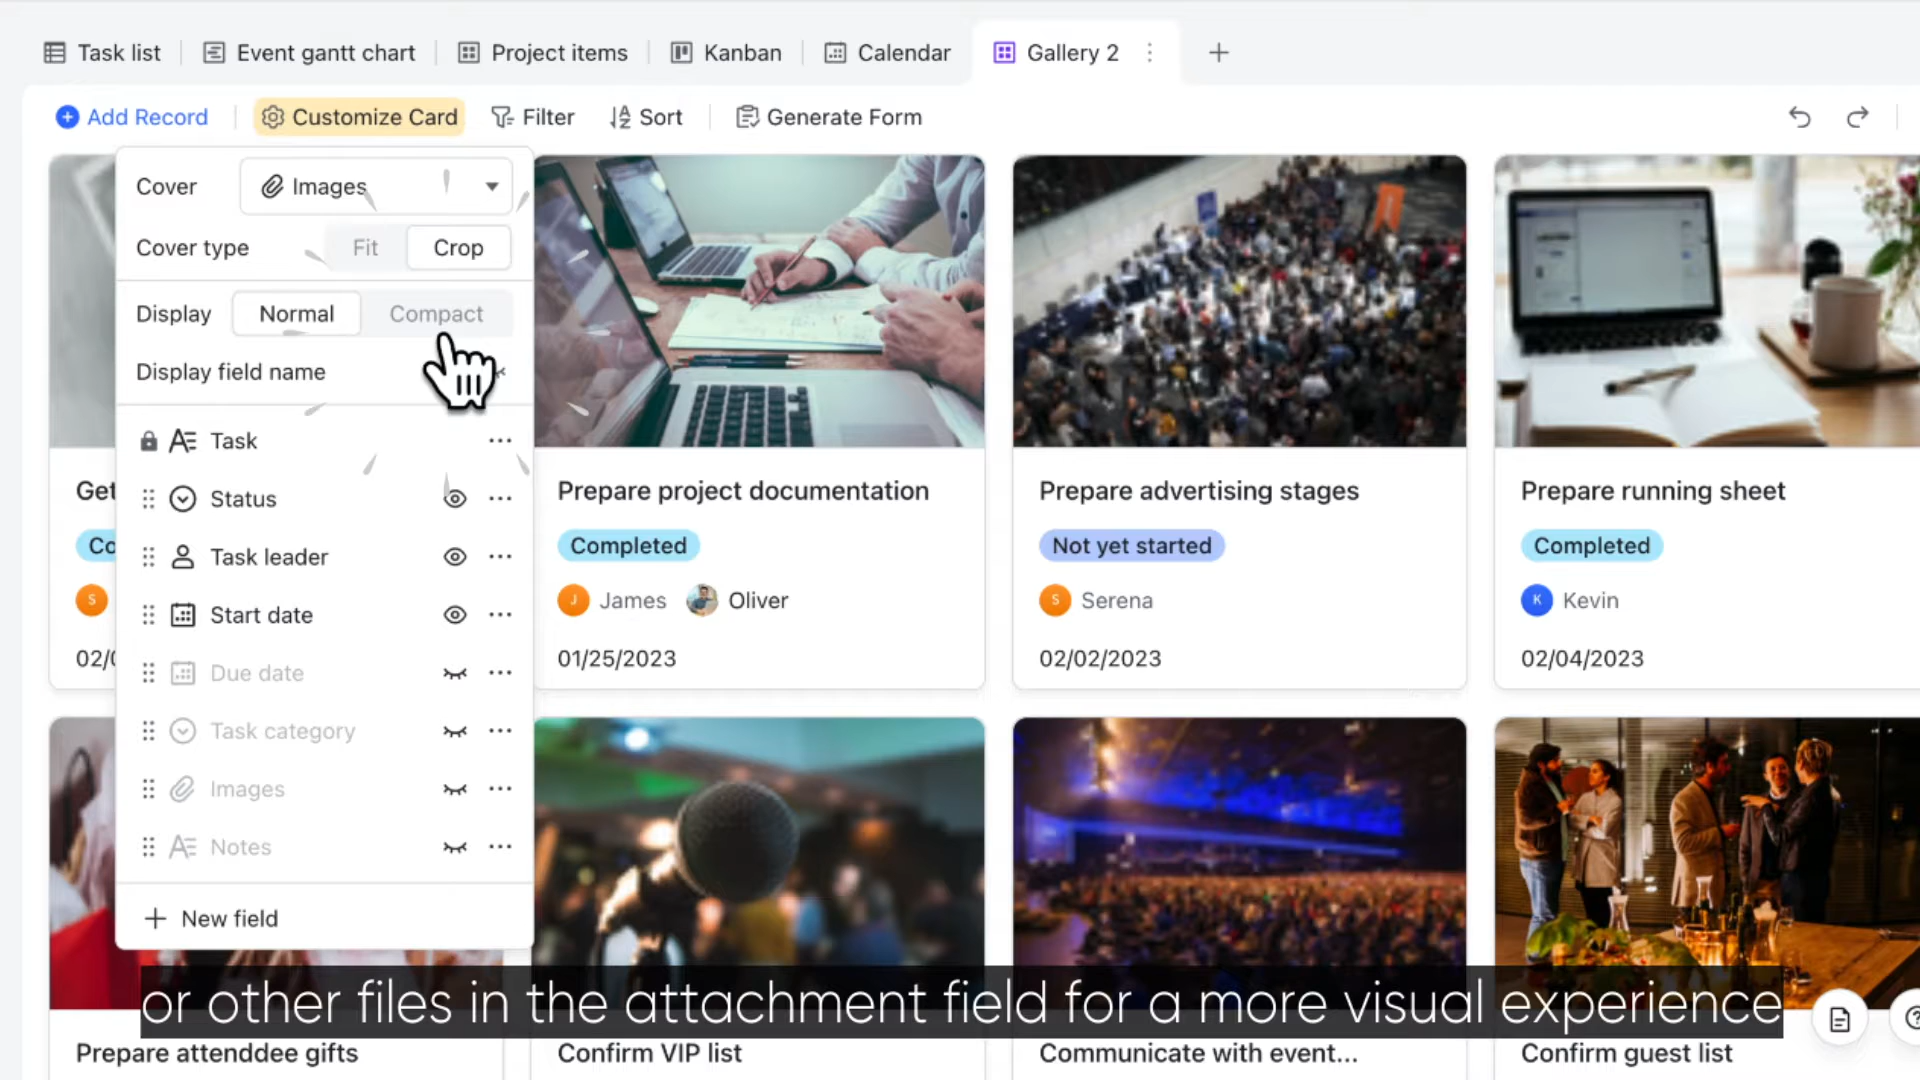 Task list
Event gantt chart
Project items
Kanban
Calendar
Gallery 2
Add Record
Customize Card
Filter
Sort
Generate Form
Cover
Images
Cover type
Fit
Crop
Display
Normal
Compact
Display field name
Task
Status
Task leader
Start date
Due date
Task category
Images
Notes
New field
Get
Co
S
02/0
Prepare project documentation
Completed
J James Oliver
01/25/2023
Prepare advertising stages
Not yet started
S Serena
02/02/2023
Prepare running sheet
Completed
K Kevin
02/04/2023
or other files in the attachment field for a more visual experience
Prepare attenddee gifts
Confirm VIP list
Communicate with event...
Confirm guest list